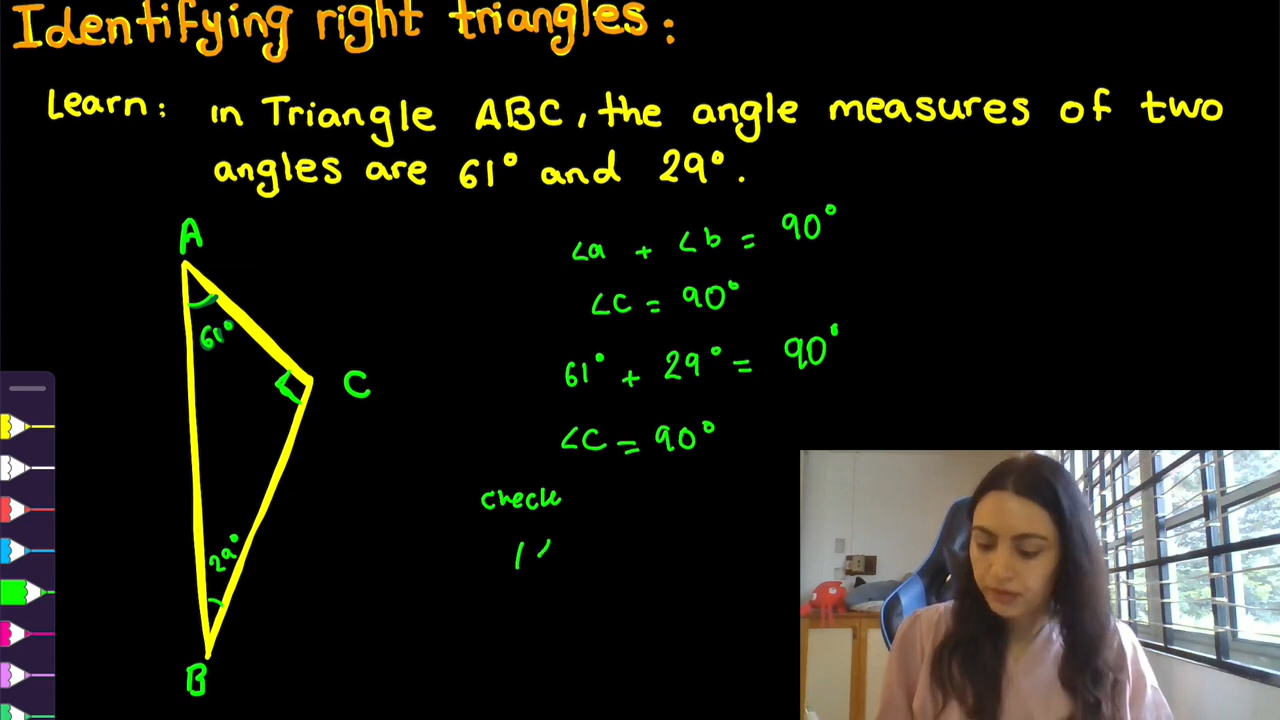 Identifying right triangles:
Learn: in Triangle ABC, the angle measures of two
angles are 61° and 29°.
A
61°
C
29°
B
∠a + ∠b = 90°
∠C = 90°
61° + 29° = 90°
∠C = 90°
check